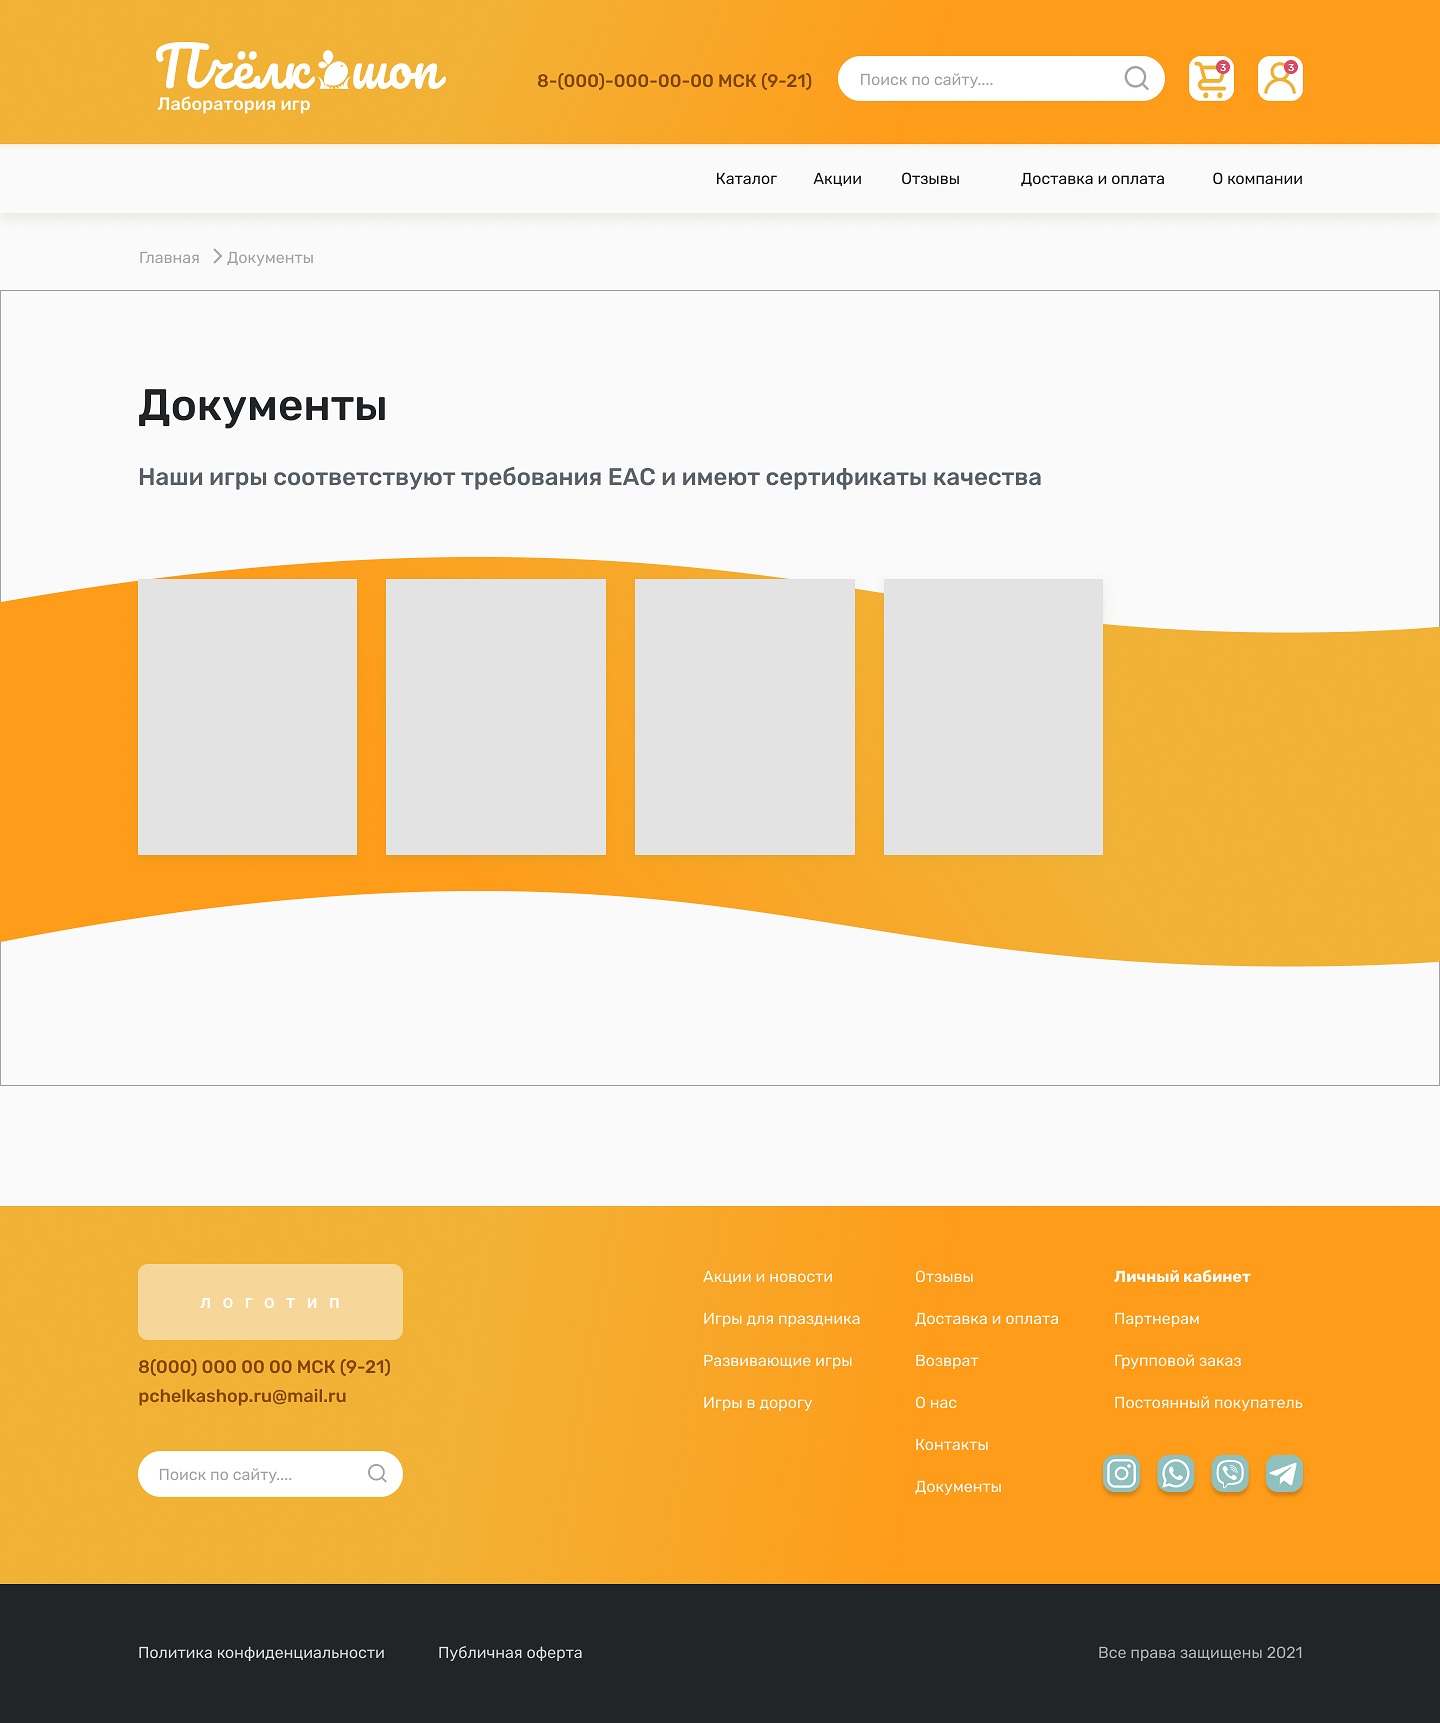 Пчёлкошоп
Лаборатория игр
8-(000)-000-00-00 МСК (9-21)
Поиск по сайту....
3
3
Каталог
Акции
Отзывы
Доставка и оплата
О компании
Главная
Документы
Документы
Наши игры соответствуют требования ЕАС и имеют сертификаты качества
ЛОГОТИП
8(000) 000 00 00 МСК (9-21)
pchelkashop.ru@mail.ru
Поиск по сайту....
Акции и новости
Игры для праздника
Развивающие игры
Игры в дорогу
Отзывы
Доставка и оплата
Возврат
О нас
Контакты
Документы
Личный кабинет
Партнерам
Групповой заказ
Постоянный покупатель
Политика конфиденциальности
Публичная оферта
Все права защищены 2021